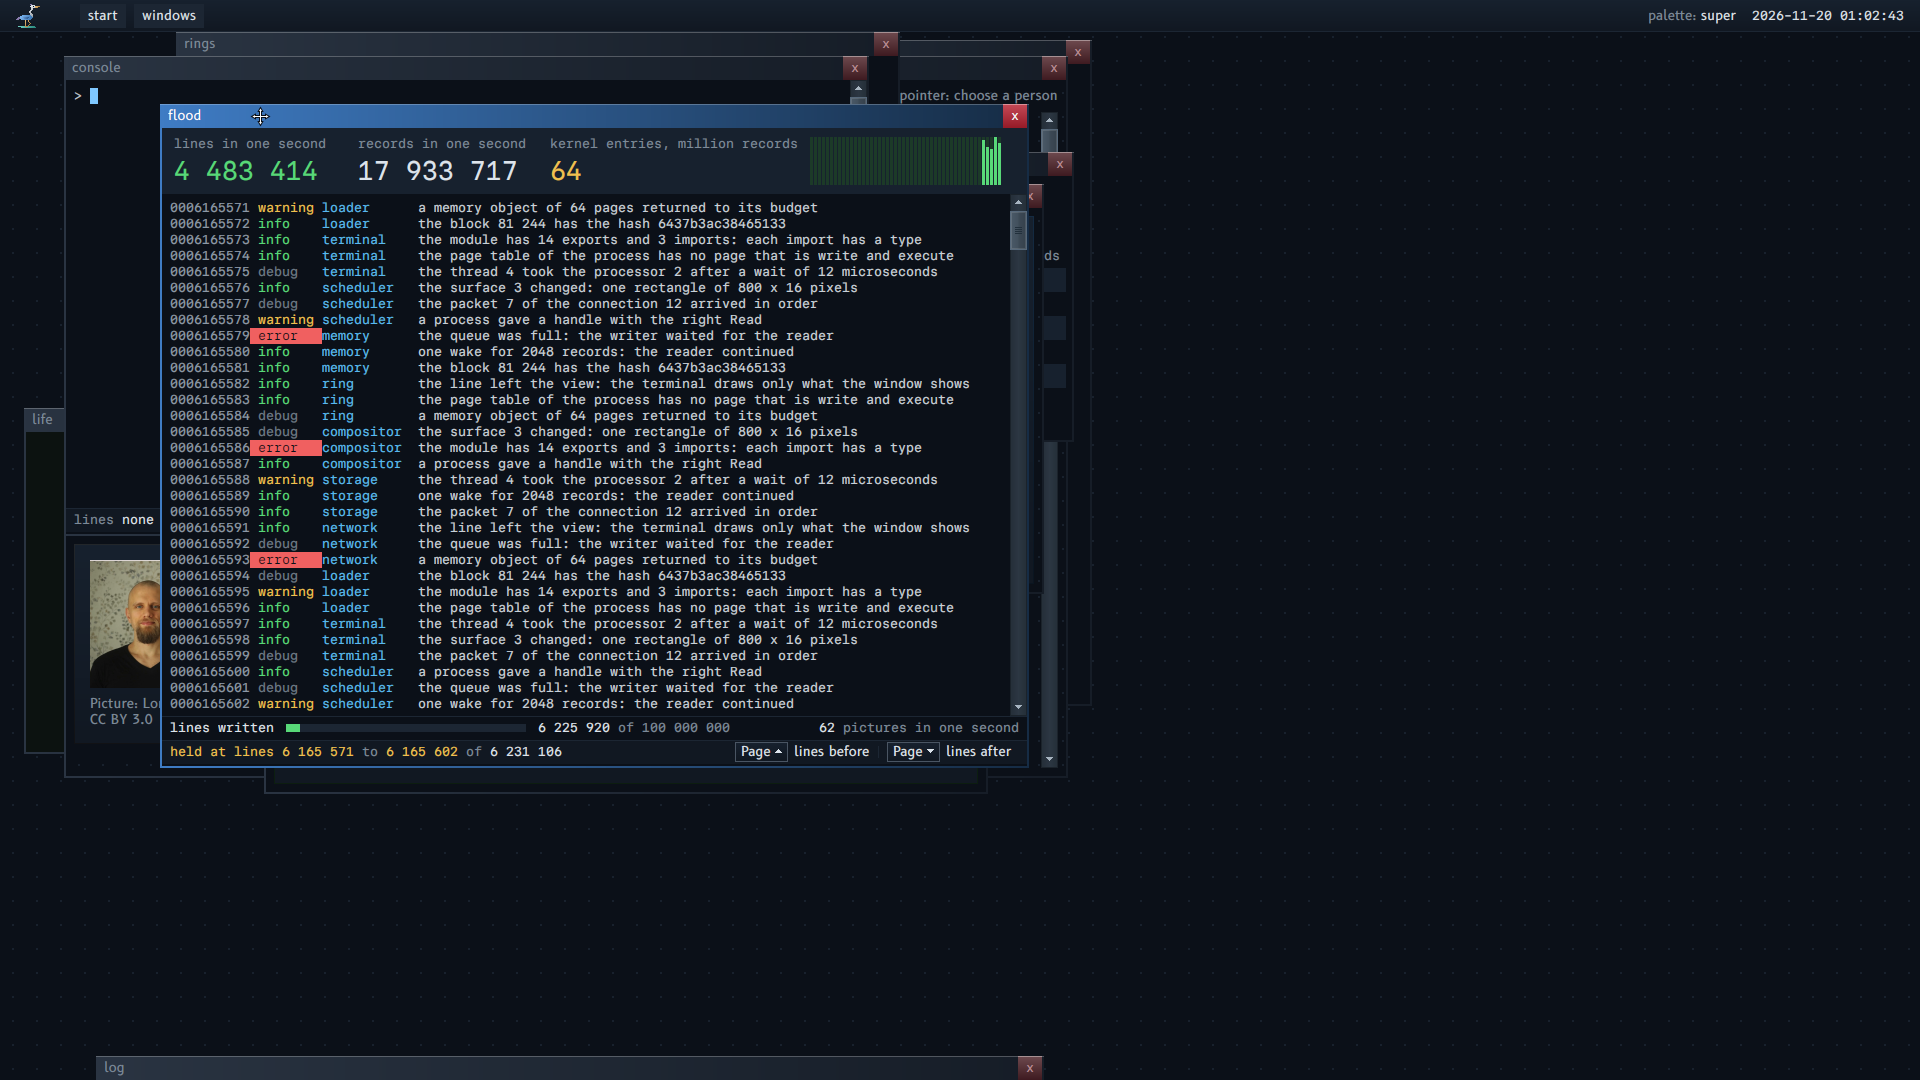 start windows palette: super 2026-11-20 01:02:43
rings x
x
console x
x
> 
pointer: choose a person
flood x
lines in one second records in one second kernel entries, million records
4 483 414 17 933 717 64
x
x
ds
0006165571 warning loader a memory object of 64 pages returned to its budget
0006165572 info loader the block 81 244 has the hash 6437b3ac38465133
0006165573 info terminal the module has 14 exports and 3 imports: each import has a type
0006165574 info terminal the page table of the process has no page that is write and execute
0006165575 debug terminal the thread 4 took the processor 2 after a wait of 12 microseconds
0006165576 info scheduler the surface 3 changed: one rectangle of 800 x 16 pixels
0006165577 debug scheduler the packet 7 of the connection 12 arrived in order
0006165578 warning scheduler a process gave a handle with the right Read
0006165579 error memory the queue was full: the writer waited for the reader
0006165580 info memory one wake for 2048 records: the reader continued
0006165581 info memory the block 81 244 has the hash 6437b3ac38465133
0006165582 info ring the line left the view: the terminal draws only what the window shows
0006165583 info ring the page table of the process has no page that is write and execute
0006165584 debug ring a memory object of 64 pages returned to its budget
0006165585 debug compositor the surface 3 changed: one rectangle of 800 x 16 pixels
0006165586 error compositor the module has 14 exports and 3 imports: each import has a type
0006165587 info compositor a process gave a handle with the right Read
0006165588 warning storage the thread 4 took the processor 2 after a wait of 12 microseconds
0006165589 info storage one wake for 2048 records: the reader continued
0006165590 info storage the packet 7 of the connection 12 arrived in order
0006165591 info network the line left the view: the terminal draws only what the window shows
0006165592 debug network the queue was full: the writer waited for the reader
0006165593 error network a memory object of 64 pages returned to its budget
0006165594 debug loader the block 81 244 has the hash 6437b3ac38465133
0006165595 warning loader the module has 14 exports and 3 imports: each import has a type
0006165596 info loader the page table of the process has no page that is write and execute
0006165597 info terminal the thread 4 took the processor 2 after a wait of 12 microseconds
0006165598 info terminal the surface 3 changed: one rectangle of 800 x 16 pixels
0006165599 debug terminal the packet 7 of the connection 12 arrived in order
0006165600 info scheduler a process gave a handle with the right Read
0006165601 debug scheduler the queue was full: the writer waited for the reader
0006165602 warning scheduler one wake for 2048 records: the reader continued
lines written 6 225 920 of 100 000 000 62 pictures in one second
held at lines 6 165 571 to 6 165 602 of 6 231 106 Page lines before Page lines after
life
lines none
Picture: Lo
CC BY 3.0
log x